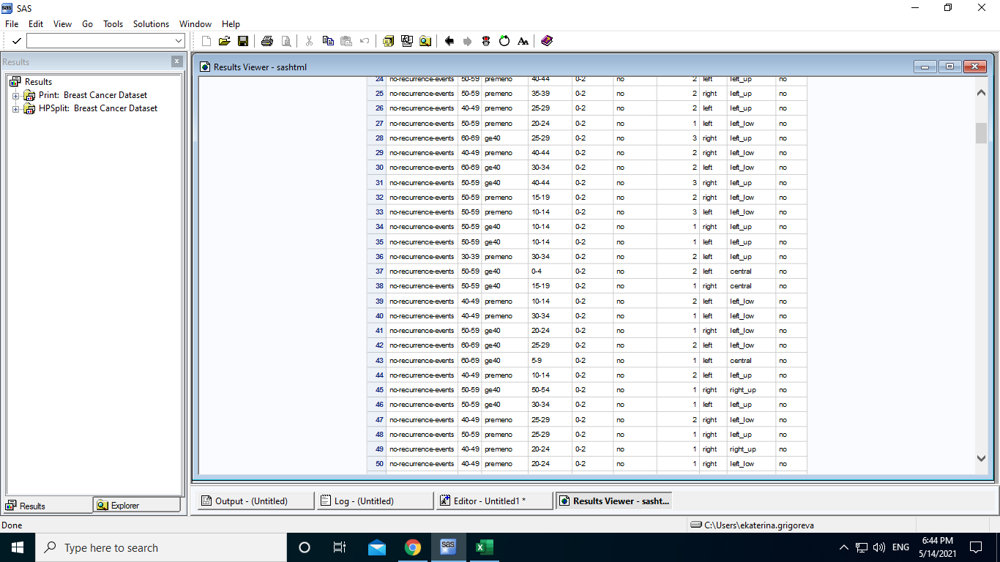 SAS
File Edit View Go Tools Solutions Window Help
Results
Results
Print: Breast Cancer Dataset
HPSplit: Breast Cancer Dataset
Results Explorer
Results Viewer - sashtml
24 no-recurrence-events 50-59 premeno 40-44 0-2 no 2 left left_up no
25 no-recurrence-events 50-59 premeno 35-39 0-2 no 2 right left_up no
26 no-recurrence-events 40-49 premeno 25-29 0-2 no 2 left left_up no
27 no-recurrence-events 50-59 premeno 20-24 0-2 no 1 left left_low no
28 no-recurrence-events 60-69 ge40 25-29 0-2 no 3 right left_up no
29 no-recurrence-events 40-49 premeno 40-44 0-2 no 2 right left_low no
30 no-recurrence-events 60-69 ge40 30-34 0-2 no 2 left left_low no
31 no-recurrence-events 50-59 ge40 40-44 0-2 no 3 right left_up no
32 no-recurrence-events 50-59 premeno 15-19 0-2 no 2 right left_low no
33 no-recurrence-events 50-59 premeno 10-14 0-2 no 3 left left_low no
34 no-recurrence-events 50-59 ge40 10-14 0-2 no 1 right left_up no
35 no-recurrence-events 50-59 ge40 10-14 0-2 no 1 left left_up no
36 no-recurrence-events 30-39 premeno 30-34 0-2 no 2 left left_up no
37 no-recurrence-events 50-59 ge40 0-4 0-2 no 2 left central no
38 no-recurrence-events 50-59 ge40 15-19 0-2 no 1 right central no
39 no-recurrence-events 40-49 premeno 10-14 0-2 no 2 left left_low no
40 no-recurrence-events 40-49 premeno 30-34 0-2 no 1 left left_low no
41 no-recurrence-events 50-59 ge40 20-24 0-2 no 1 right left_low no
42 no-recurrence-events 60-69 ge40 25-29 0-2 no 2 left left_low no
43 no-recurrence-events 60-69 ge40 5-9 0-2 no 1 left central no
44 no-recurrence-events 40-49 premeno 10-14 0-2 no 2 left left_up no
45 no-recurrence-events 50-59 ge40 50-54 0-2 no 1 right right_up no
46 no-recurrence-events 50-59 ge40 30-34 0-2 no 1 left left_up no
47 no-recurrence-events 40-49 premeno 25-29 0-2 no 2 right left_low no
48 no-recurrence-events 50-59 premeno 25-29 0-2 no 1 right left_up no
49 no-recurrence-events 40-49 premeno 20-24 0-2 no 1 right right_up no
50 no-recurrence-events 40-49 premeno 20-24 0-2 no 1 right left_low no
Output - (Untitled) Log - (Untitled) Editor - Untitled1 * Results Viewer - sasht...
Done C:\Users\ekaterina.grigoreva
Type here to search
ENG
6:44 PM
5/14/2021